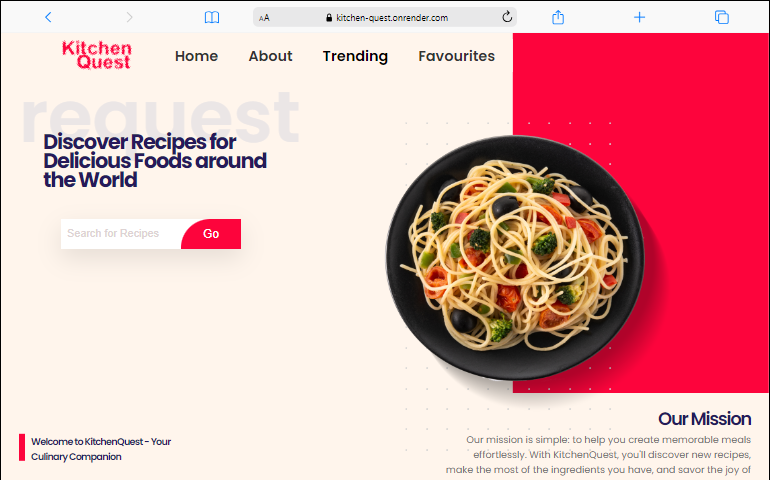 AA kitchen-quest.onrender.com
Kitchen
Quest
Home About Trending Favourites
request
Discover Recipes for
Delicious Foods around
the World
Search for Recipes Go
Our Mission
Our mission is simple: to help you create memorable meals
effortlessly. With KitchenQuest, you'll discover new recipes,
make the most of the ingredients you have, and savor the joy of
Welcome to KitchenQuest - Your
Culinary Companion